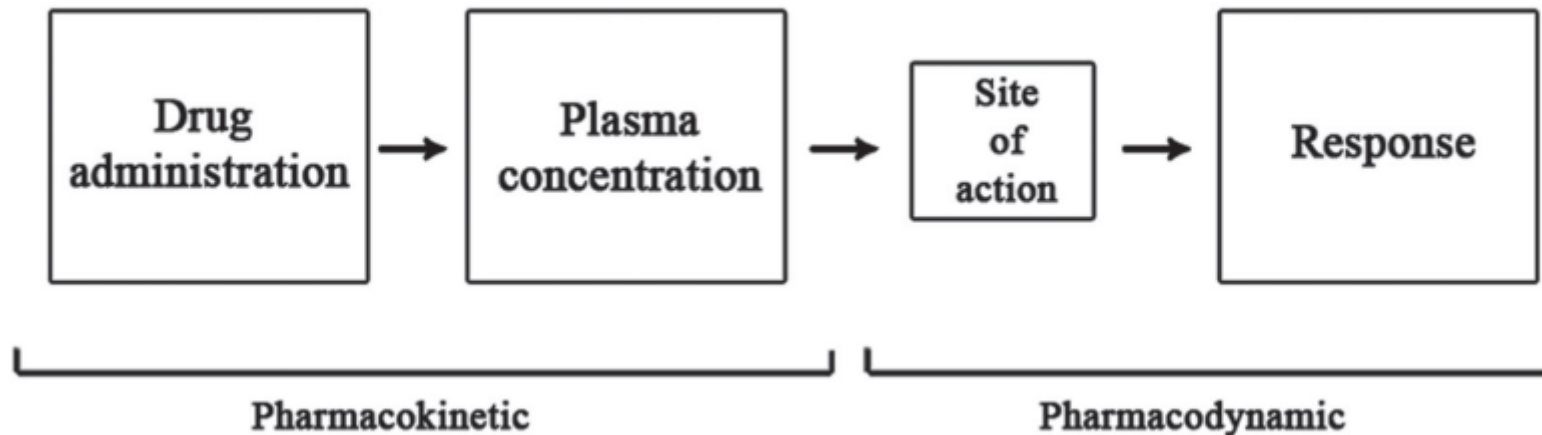 Drug
administration
Plasma
concentration
Site
of
action
Response
Pharmacokinetic
Pharmacodynamic